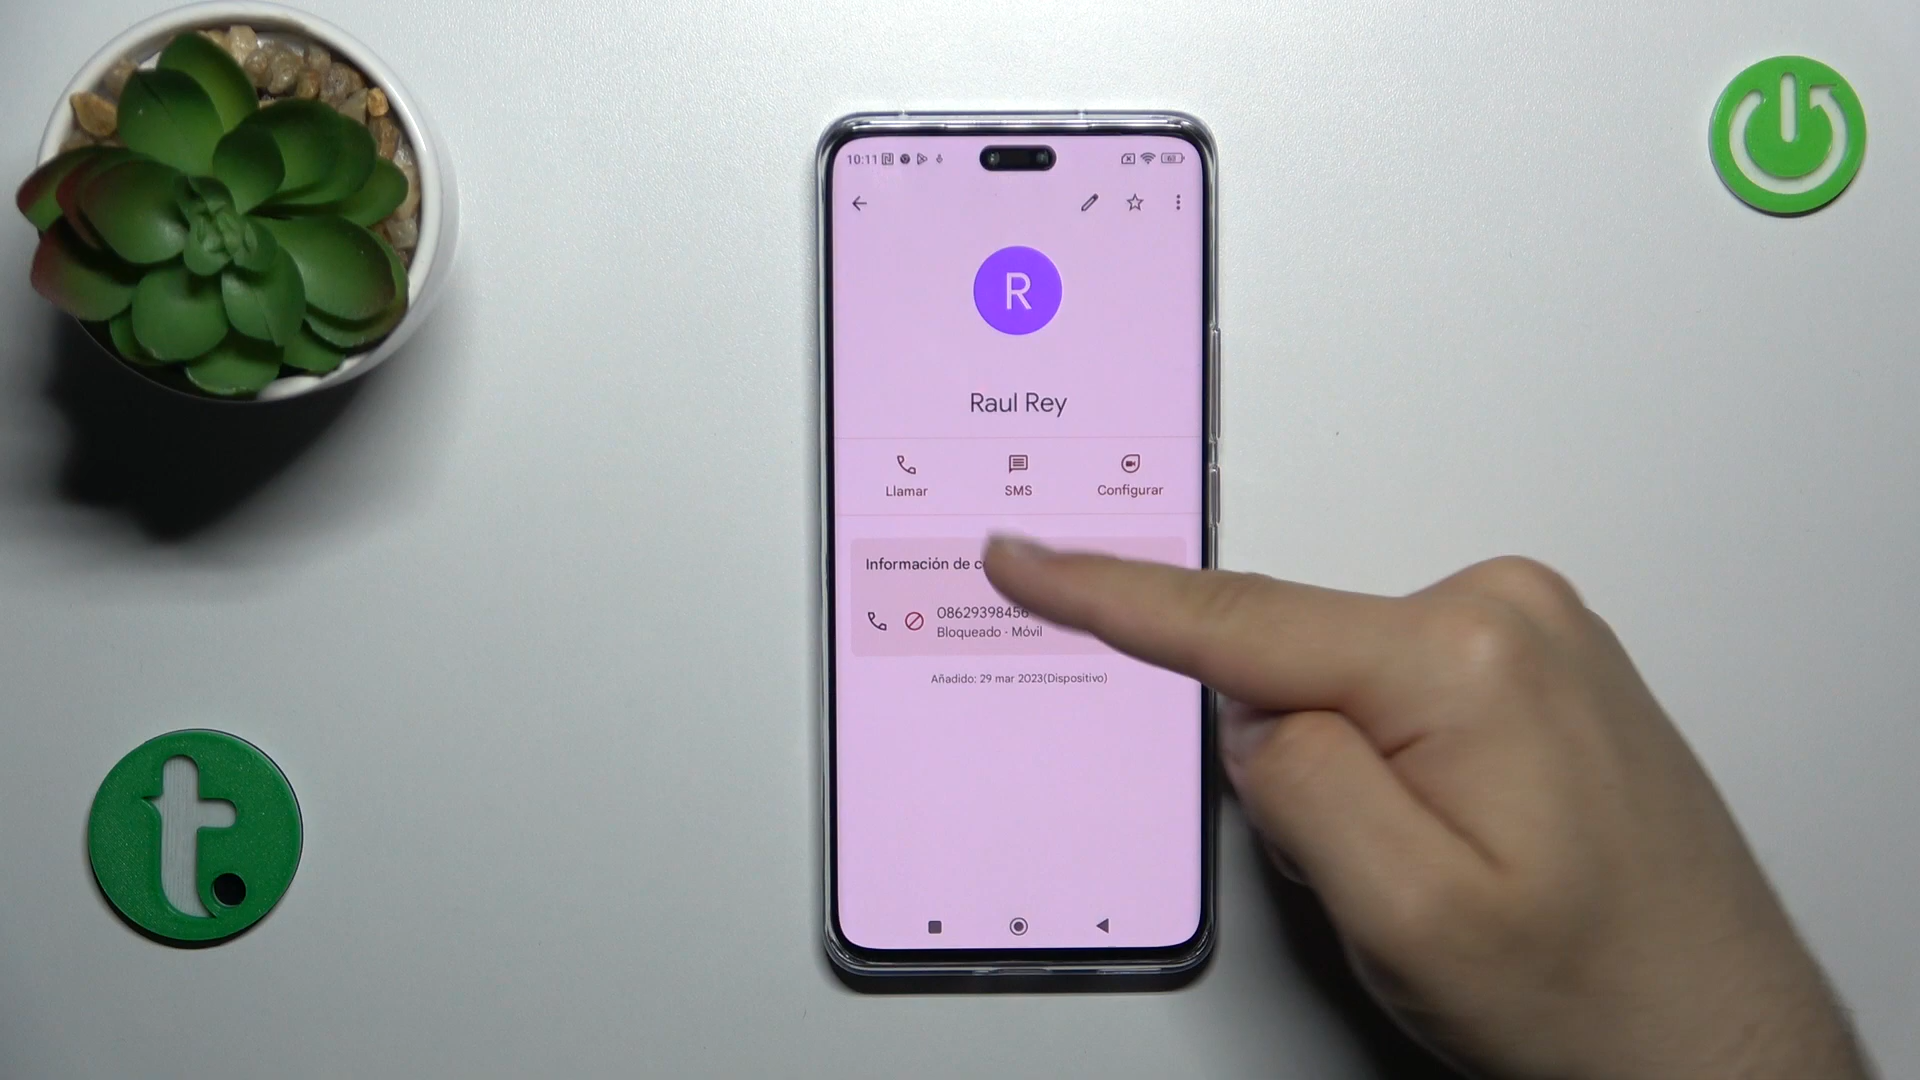 10:11
R
Raul Rey
Llamar
SMS
Configurar
Información de
08629398456
Bloqueado · Móvil
Añadido: 29 mar 2023(Dispositivo)
t.